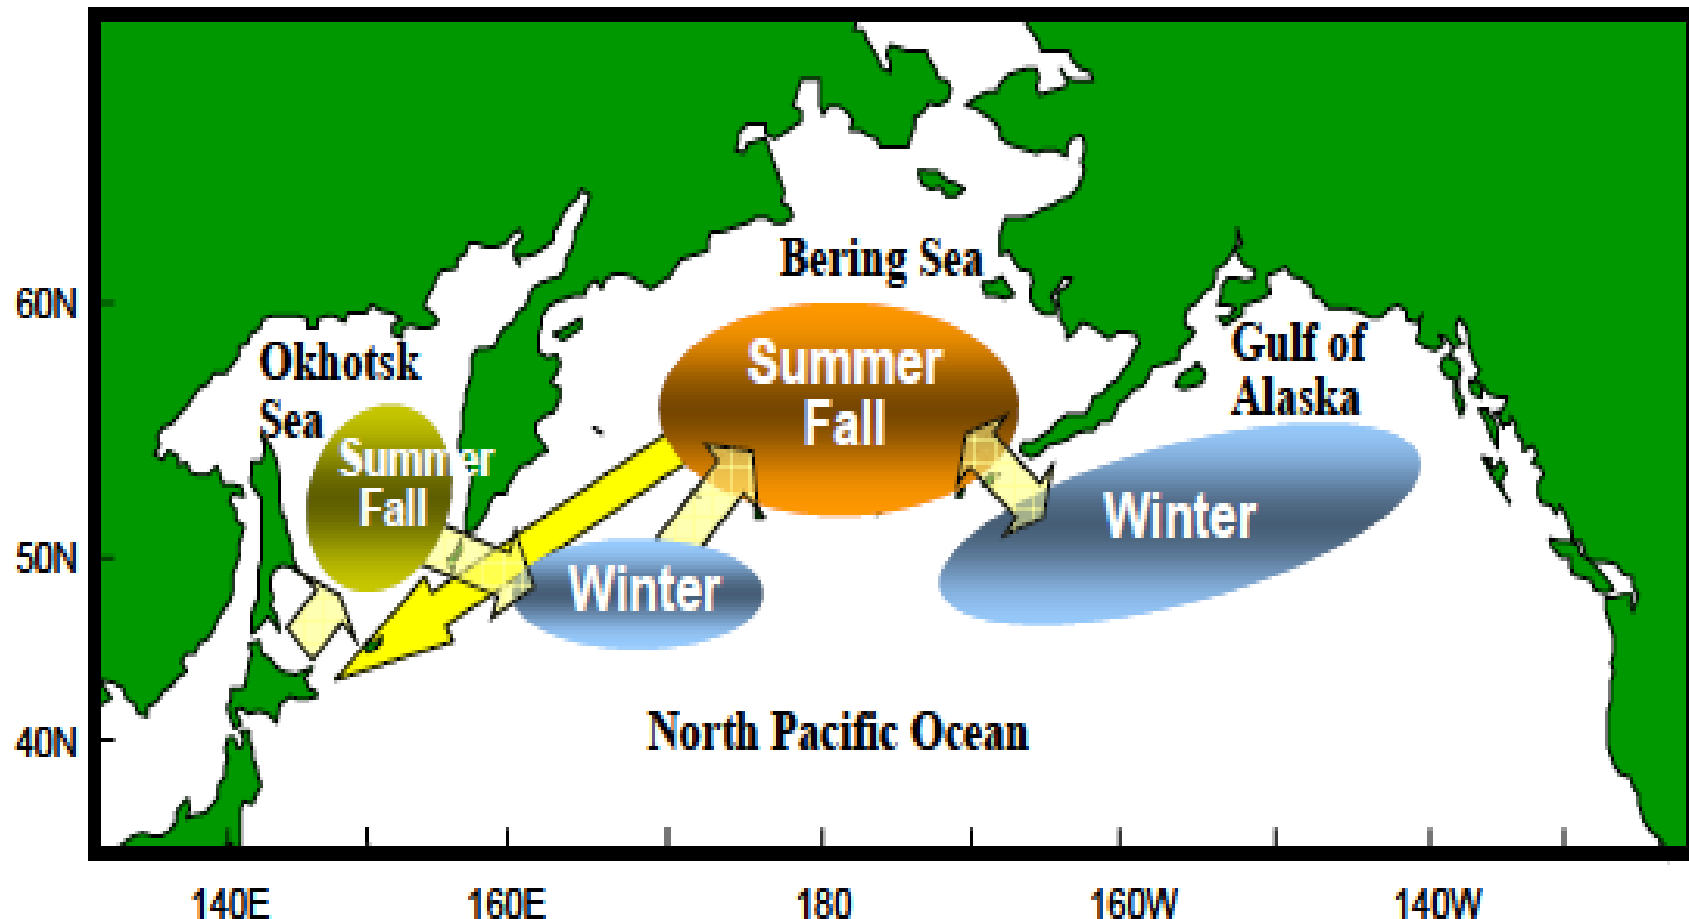 Bering Sea
60N
Okhotsk
Sea
Summer
Fall
Gulf of
Alaska
Summer
Fall
Winter
50N
Winter
North Pacific Ocean
40N
140E
160E
180
160W
140W